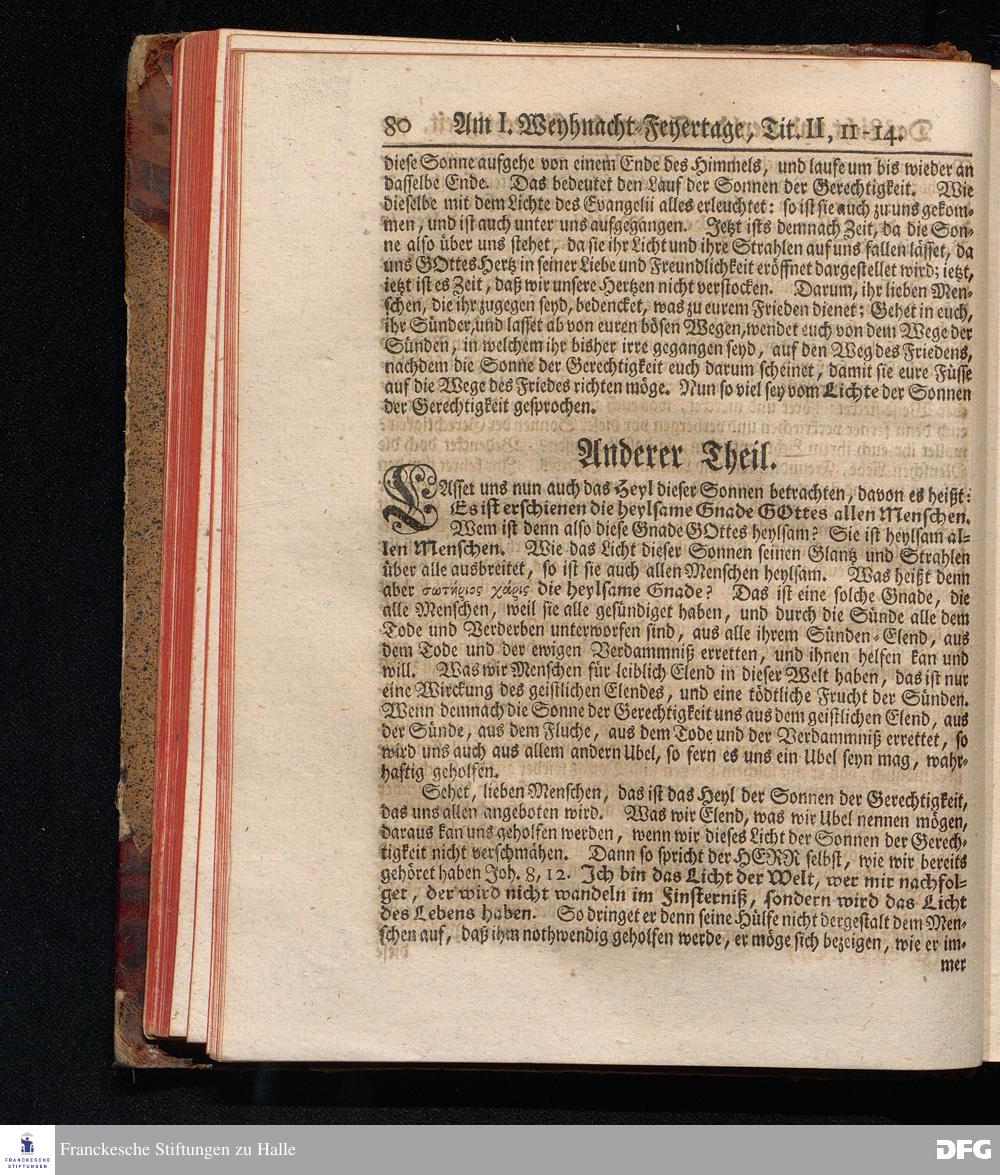 80 Am I. Weyhnacht-Feyertage, Tit. II, 11-14.
diese Sonne aufgehe von einem Ende des Himmels, und laufe um bis wieder an
dasselbe Ende. Das bedeutet den Lauf der Sonnen der Gerechtigkeit. Wie
dieselbe mit dem Lichte des Evangelii alles erleuchtet: so ist sie auch zu uns gekom-
men, und ist auch unter uns aufgegangen. Jetzt ists demnach Zeit, da die Son-
ne also über uns stehet, da sie ihr Licht und ihre Strahlen auf uns fallen lässet, da
uns GOttes Hertz in seiner Liebe und Freundlichkeit eröffnet dargestellet wird; ietzt,
ietzt ist es Zeit, daß wir unsere Hertzen nicht verstocken. Darum, ihr lieben Men-
schen, die ihr zugegen seyd, bedencket, was zu eurem Frieden dienet: Gehet in euch,
ihr Sünder, und lasset ab von euren bösen Wegen, wendet euch von dem Wege der
Sünden, in welchem ihr bisher irre gegangen seyd, auf den Weg des Friedens,
nachdem die Sonne der Gerechtigkeit euch darum scheinet, damit sie eure Füsse
auf die Wege des Friedes richten möge. Nun so viel sey vom Lichte der Sonnen
der Gerechtigkeit gesprochen.
Anderer Theil.
LAsset uns nun auch das Heyl dieser Sonnen betrachten, davon es heißt:
Es ist erschienen die heylsame Gnade GOttes allen Menschen.
Wem ist denn also diese Gnade GOttes heylsam? Sie ist heylsam al-
len Menschen. Wie das Licht dieser Sonnen seinen Glantz und Strahlen
über alle ausbreitet, so ist sie auch allen Menschen heylsam. Was heißt denn
aber σωτήριος χάρις die heylsame Gnade? Das ist eine solche Gnade, die
alle Menschen, weil sie alle gesündiget haben, und durch die Sünde alle dem
Tode und Verderben unterworfen sind, aus alle ihrem Sünden-Elend, aus
dem Tode und der ewigen Verdammniß erretten, und ihnen helfen kan und
will. Was wir Menschen für leiblich Elend in dieser Welt haben, das ist nur
eine Wirckung des geistlichen Elendes, und eine tödtliche Frucht der Sünden.
Wenn demnach die Sonne der Gerechtigkeit uns aus dem geistlichen Elend, aus
der Sünde, aus dem Fluche, aus dem Tode und der Verdammniß errettet, so
wird uns auch aus allem andern Ubel, so fern es uns ein Ubel seyn mag, wahr-
haftig geholfen.
Sehet, lieben Menschen, das ist das Heyl der Sonnen der Gerechtigkeit,
das uns allen angeboten wird. Was wir Elend, was wir Ubel nennen mögen,
daraus kan uns geholfen werden, wenn wir dieses Licht der Sonnen der Gerech-
tigkeit nicht verschmähen. Dann so spricht der HERR selbst, wie wir bereits
gehöret haben Joh. 8, 12. Ich bin das Licht der Welt, wer mir nachfol-
get, der wird nicht wandeln im Finsterniß, sondern wird das Licht
des Lebens haben. So dringet er denn seine Hülfe nicht dergestalt dem Men-
schen auf, daß ihm nothwendig geholfen werde, er möge sich bezeigen, wie er im-
mer
FRANCKESCHE
STIFTUNGEN
Franckesche Stiftungen zu Halle
DFG